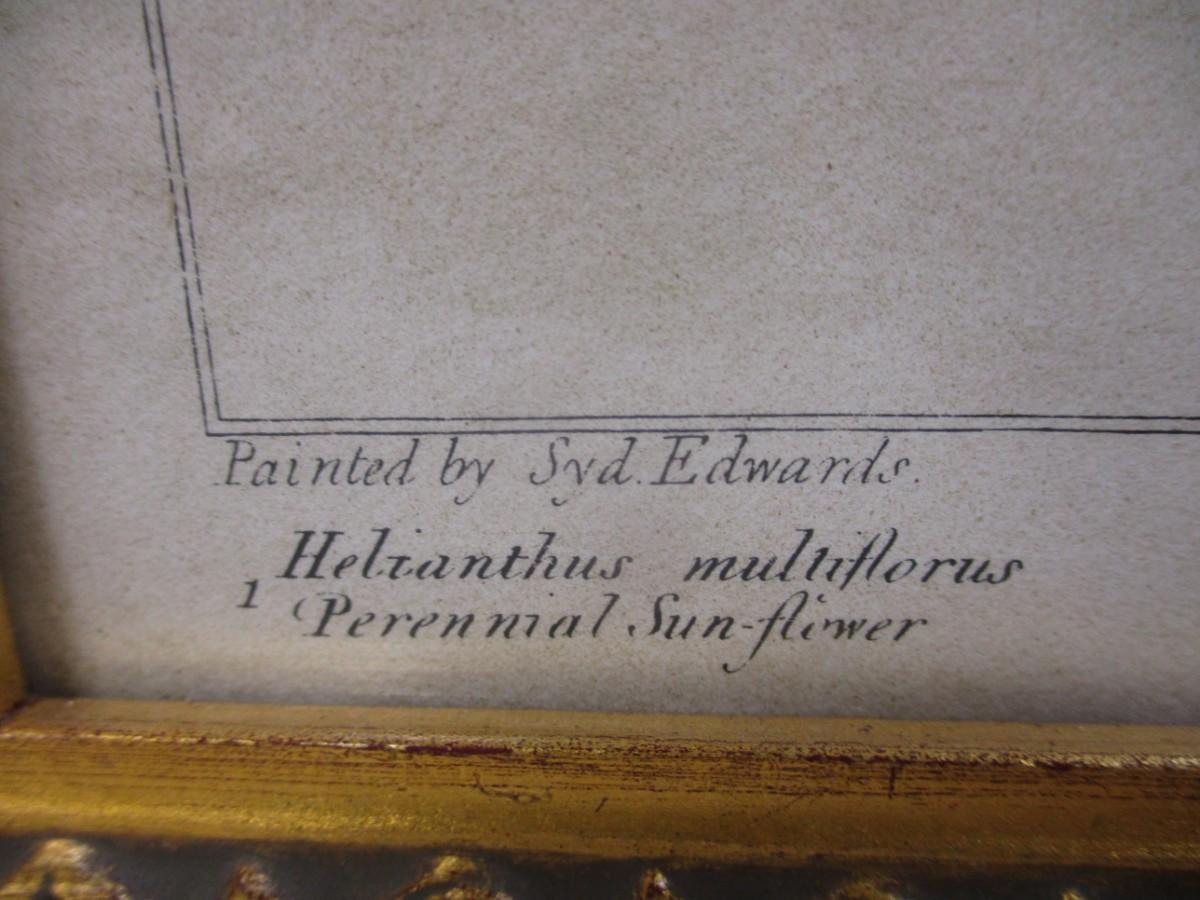 Painted by Syd. Edwards.
Helianthus multiflorus
1 Perennial Sun-flower